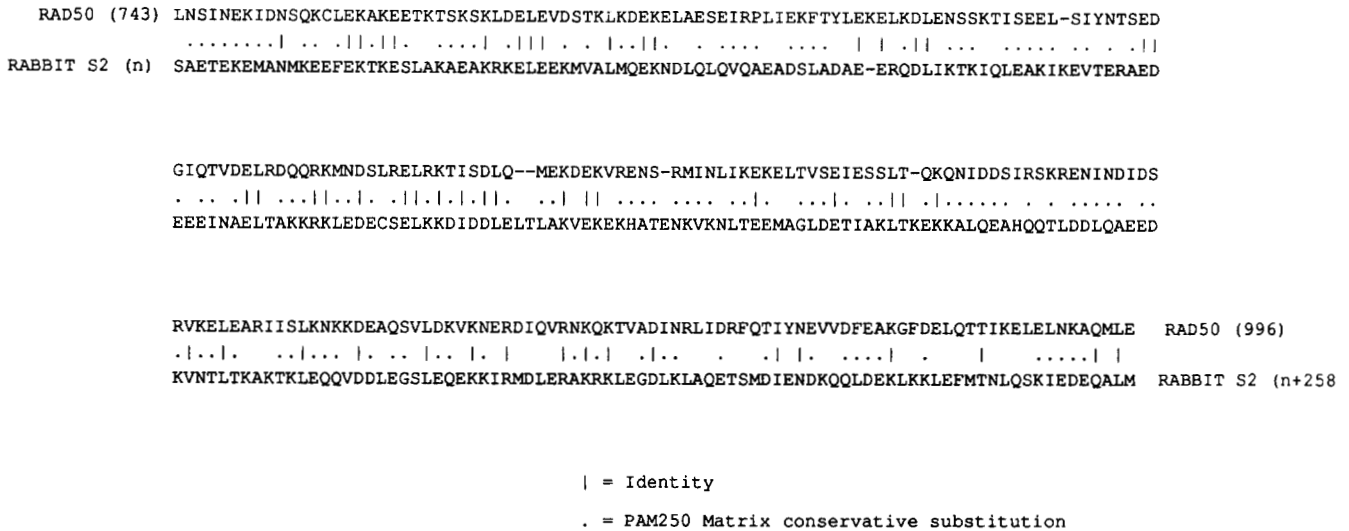 RAD50 (743) LNSINEKIDNSQKCLEKAKEETKTSKSKLDELEVDSTKLKDEKELAESEIRPLIEKFTYLEKELKDLENSSKTISEEL-SIYNTSED
........| .. .||.||. ....| .||| . . |..||. . .. .... | | .|| ... ..... .. . .||
RABBIT S2 (n) SAETEKEMANMKEEFEKTKESLAKAEAKRKELEEKMVALMQEKNDLQLQVQAEADSLADAE-ERQDLIKTKIQLEAKIKEVTERAED
GIQTVDELRDQQRKMNDSLRELRKTISDLQ--MEKDEKVRENS-RMINLIKEKELTVSEIESSLT-QKQNIDDSIRSKRENINDIDS
. . .|| ...||..|. .||.|.|.|| ..| || .... ...|. ...|. ..|| .|...... . . ..... ..
EEEINAELTAKKRKLEDECSELKKDIDDLELTLAKVEKEKHATENKVKNLTEEMAGLDETIAKLTKEKKALQEAHQQTLDDLQAEED
RVKELEARIISLKNKKDEAQSVLDKVKNERDIQVRNKQKTVADINRLIDRFQTIYNEVVDFEAKGFDELQTTIKELELNKAQMLE RAD50 (996)
.|..|. ..|... |. ..|.. |. | |.|.| .|.. . .| |. ....| . | .....| |
KVNTLTKAKTKLEQQVDDLEGSLEQEKKIRMDLERAKRKLEGDLKLAQETSMDIENDKQQLDEKLKKLEFMTNLQSKIEDEQALM RABBIT S2 (n+258
| = Identity
. = PAM250 Matrix conservative substitution